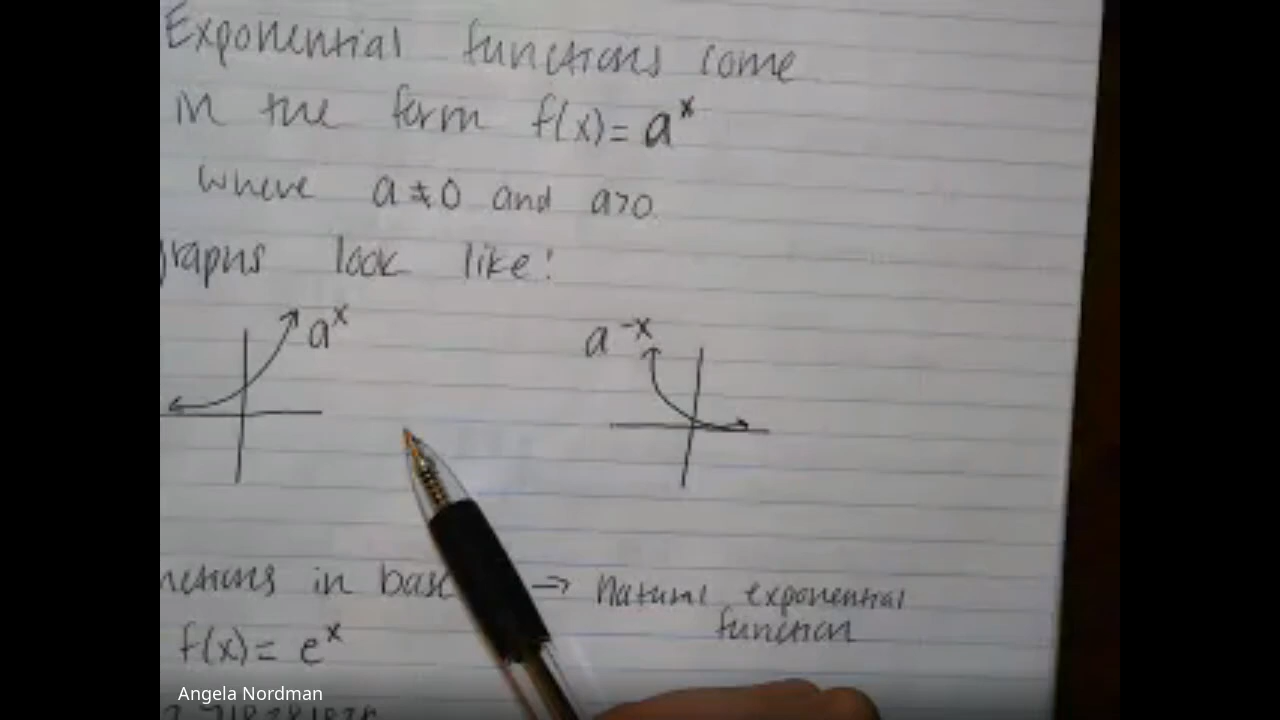 Exponential functions come
in the form f(x)= a^x
where a≠0 and a>0
graphs look like:
a^x
a^-x
in base
⇒ Natural exponential
function
f(x)= e^x
Angela Nordman